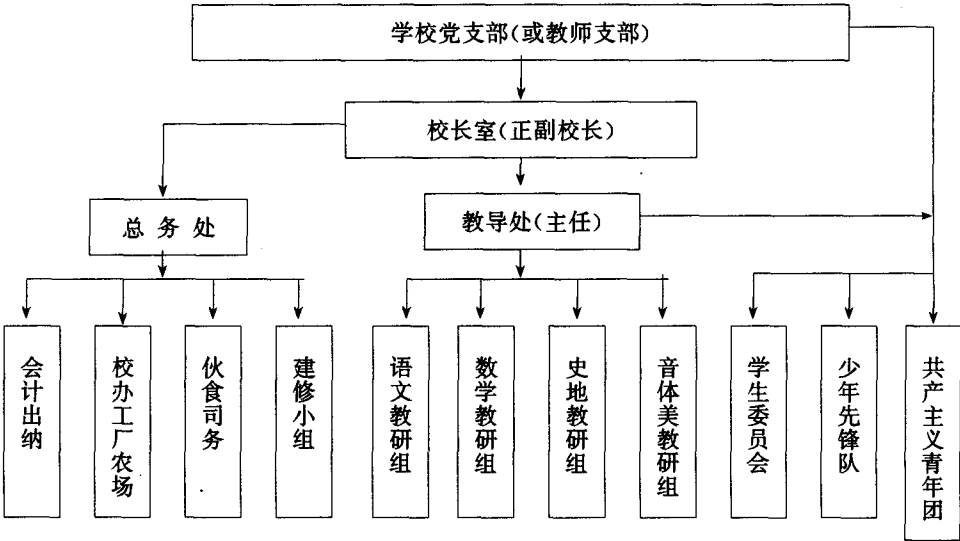 学校党支部(或教师支部)
校长室(正副校长)
总务处
教导处(主任)
会计出纳
校办工厂农场
伙食司务
建修小组
语文教研组
数学教研组
史地教研组
音体美教研组
学生委员会
少年先锋队
共产主义青年团